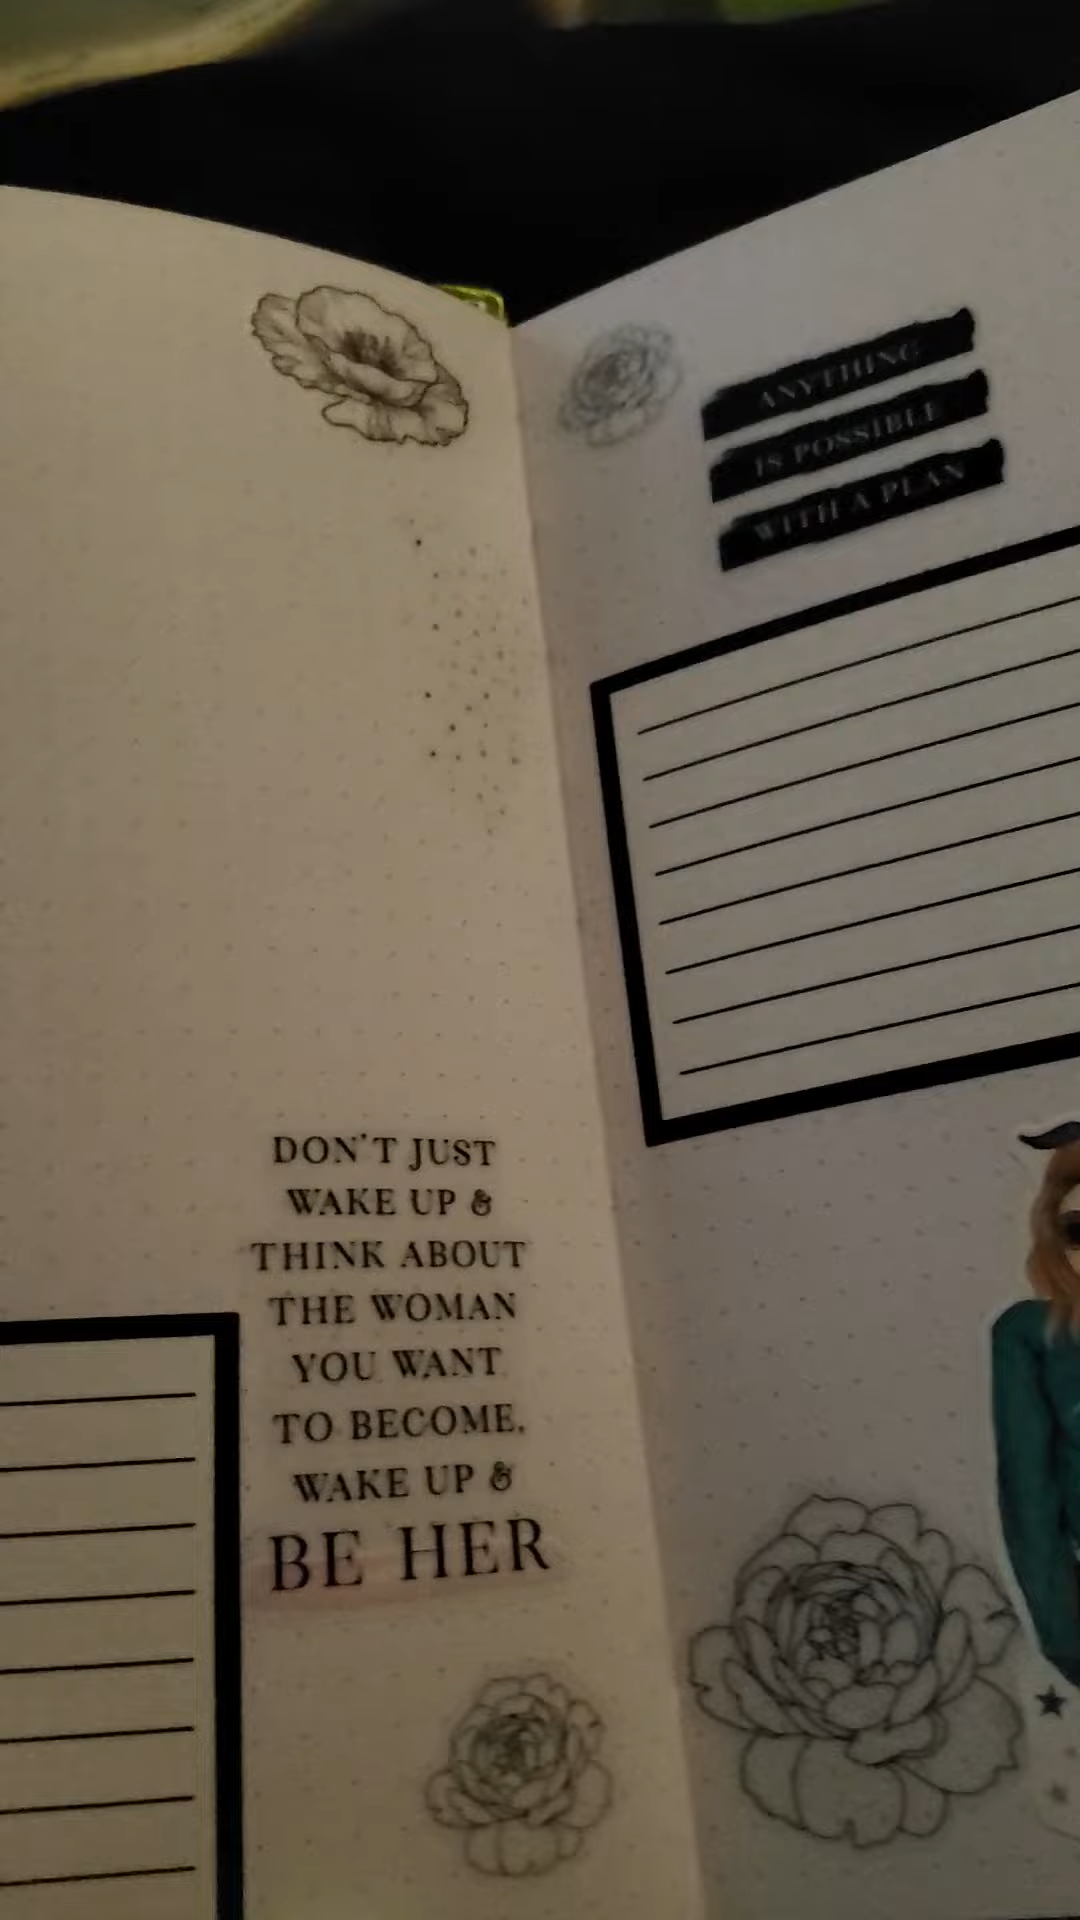 DON'T JUST
WAKE UP &
THINK ABOUT
THE WOMAN
YOU WANT
TO BECOME,
WAKE UP &
BE HER
ANYTHING
IS POSSIBLE
WITH A PLAN